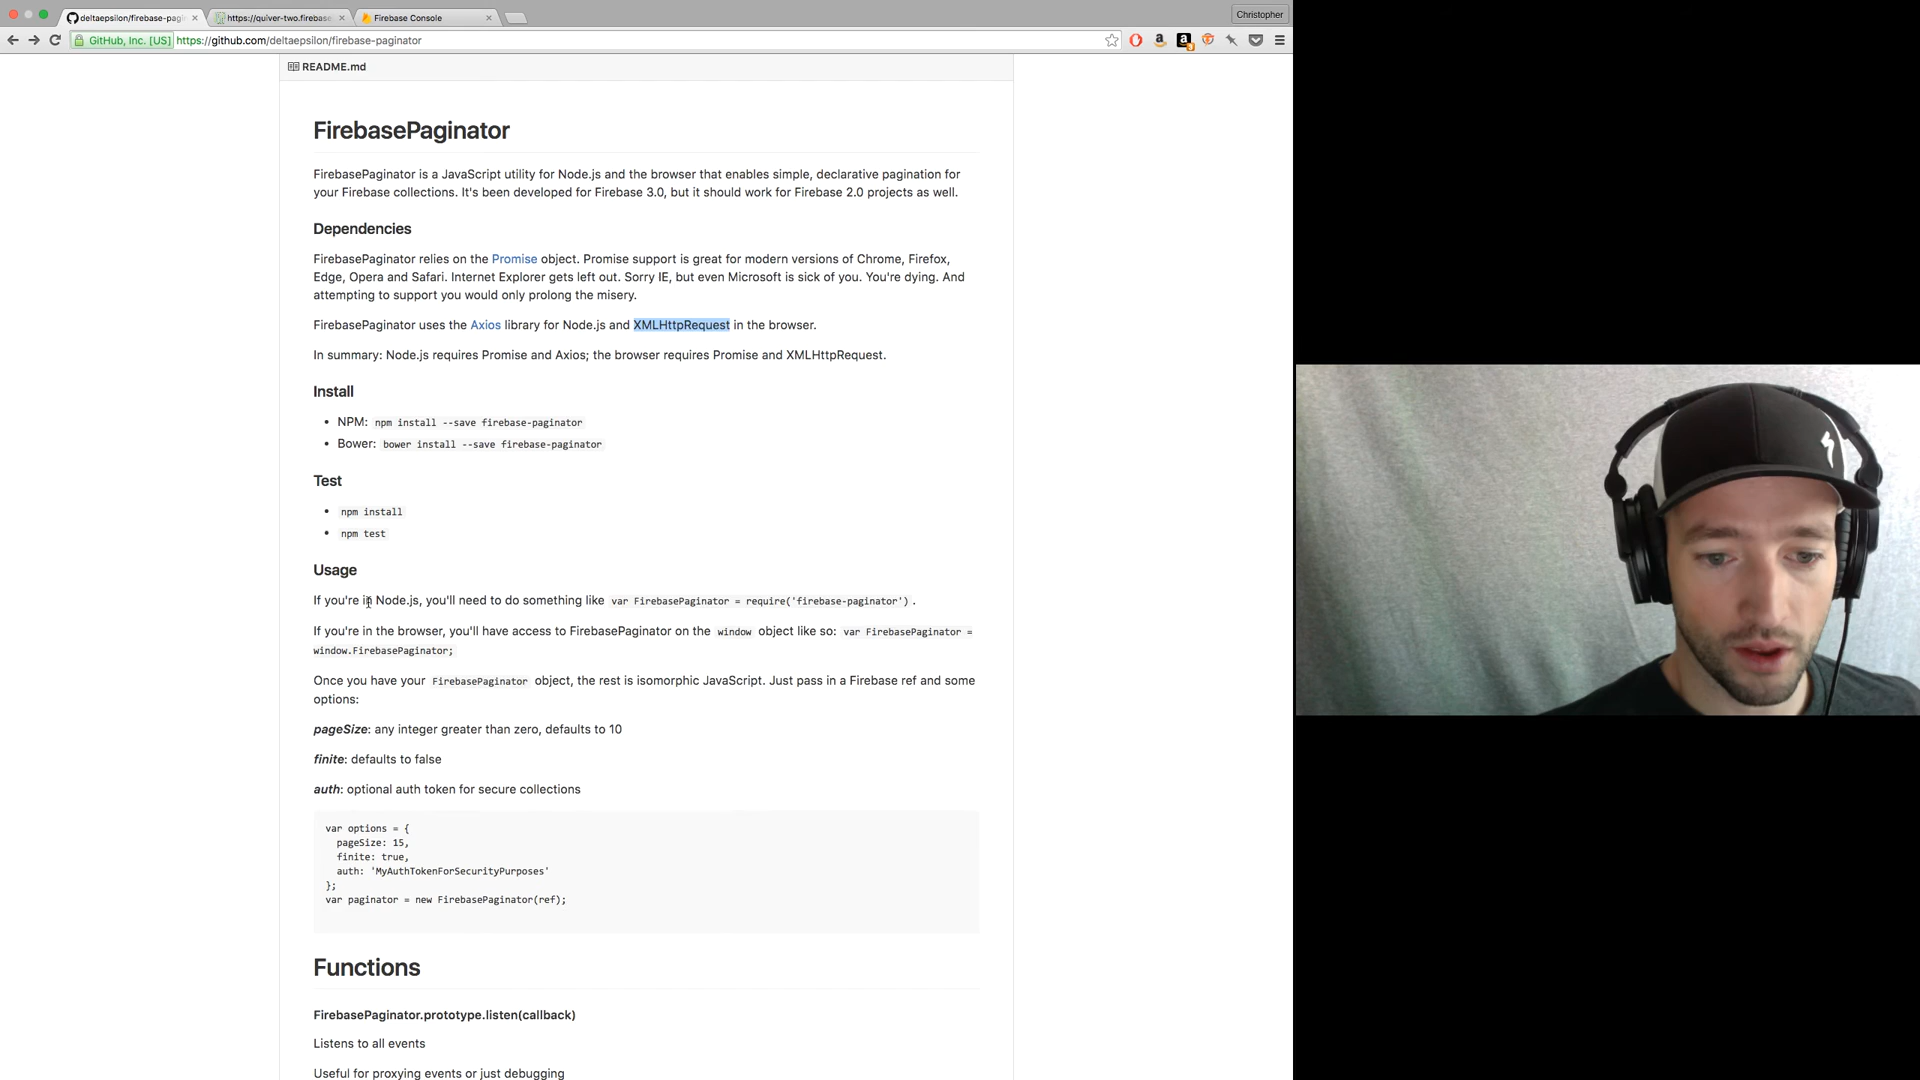 deltaepsilon/firebase-pagin
https://quiver-two.firebase
Firebase Console
Christopher
GitHub, Inc. [US]
https://github.com/deltaepsilon/firebase-paginator
README.md
FirebasePaginator
FirebasePaginator is a JavaScript utility for Node.js and the browser that enables simple, declarative pagination for
your Firebase collections. It's been developed for Firebase 3.0, but it should work for Firebase 2.0 projects as well.
Dependencies
FirebasePaginator relies on the Promise object. Promise support is great for modern versions of Chrome, Firefox,
Edge, Opera and Safari. Internet Explorer gets left out. Sorry IE, but even Microsoft is sick of you. You're dying. And
attempting to support you would only prolong the misery.
FirebasePaginator uses the Axios library for Node.js and XMLHttpRequest in the browser.
In summary: Node.js requires Promise and Axios; the browser requires Promise and XMLHttpRequest.
Install
• NPM: npm install --save firebase-paginator
• Bower: bower install --save firebase-paginator
Test
• npm install
• npm test
Usage
If you're in Node.js, you'll need to do something like var FirebasePaginator = require('firebase-paginator') .
If you're in the browser, you'll have access to FirebasePaginator on the window object like so: var FirebasePaginator =
window.FirebasePaginator;
Once you have your FirebasePaginator object, the rest is isomorphic JavaScript. Just pass in a Firebase ref and some
options:
pageSize: any integer greater than zero, defaults to 10
finite: defaults to false
auth: optional auth token for secure collections
var options = {
pageSize: 15,
finite: true,
auth: 'MyAuthTokenForSecurityPurposes'
};
var paginator = new FirebasePaginator(ref);
Functions
FirebasePaginator.prototype.listen(callback)
Listens to all events
Useful for proxying events or just debugging